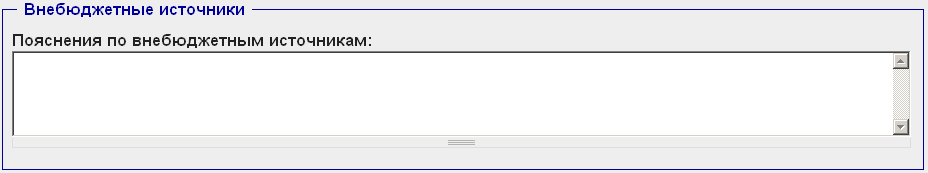 Внебюджетные источники
Пояснения по внебюджетным источникам: